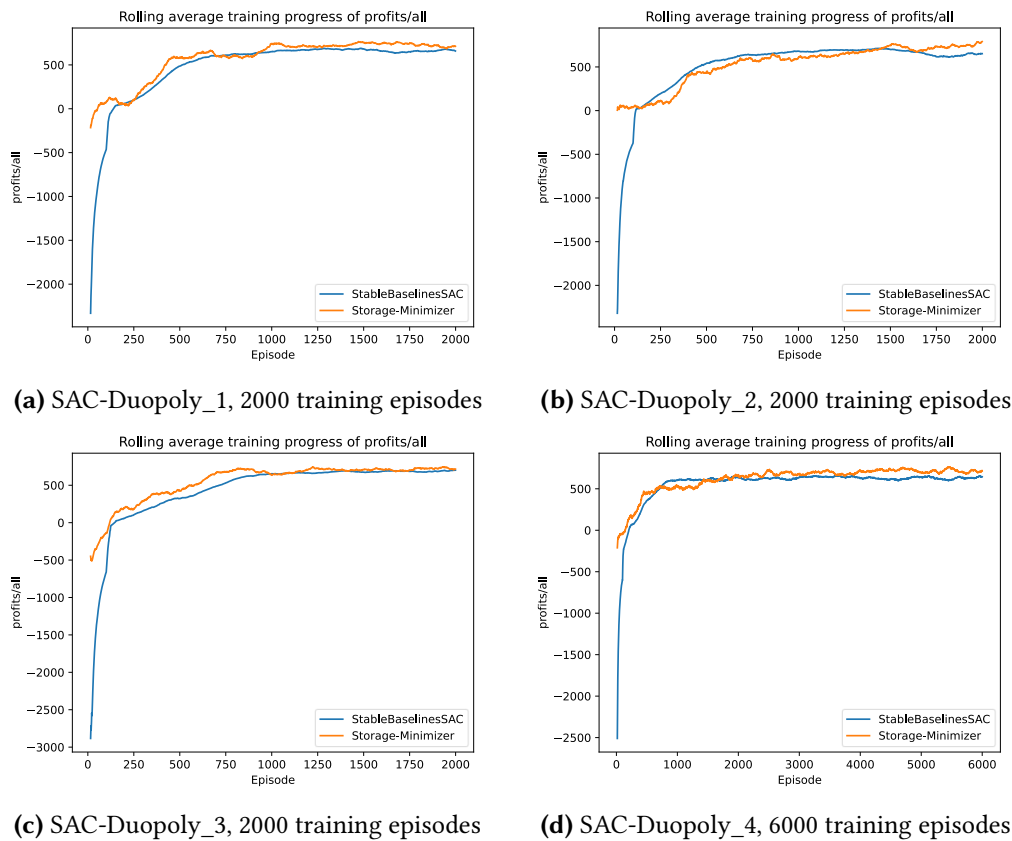 Rolling average training progress of profits/all
profits/all
500
0
−500
−1000
−1500
−2000
StableBaselinesSAC
Storage-Minimizer
0 250 500 750 1000 1250 1500 1750 2000
Episode
(a) SAC-Duopoly_1, 2000 training episodes
Rolling average training progress of profits/all
profits/all
500
0
−500
−1000
−1500
−2000
StableBaselinesSAC
Storage-Minimizer
0 250 500 750 1000 1250 1500 1750 2000
Episode
(b) SAC-Duopoly_2, 2000 training episodes
Rolling average training progress of profits/all
profits/all
500
0
−500
−1000
−1500
−2000
−2500
−3000
StableBaselinesSAC
Storage-Minimizer
0 250 500 750 1000 1250 1500 1750 2000
Episode
(c) SAC-Duopoly_3, 2000 training episodes
Rolling average training progress of profits/all
profits/all
500
0
−500
−1000
−1500
−2000
−2500
StableBaselinesSAC
Storage-Minimizer
0 1000 2000 3000 4000 5000 6000
Episode
(d) SAC-Duopoly_4, 6000 training episodes